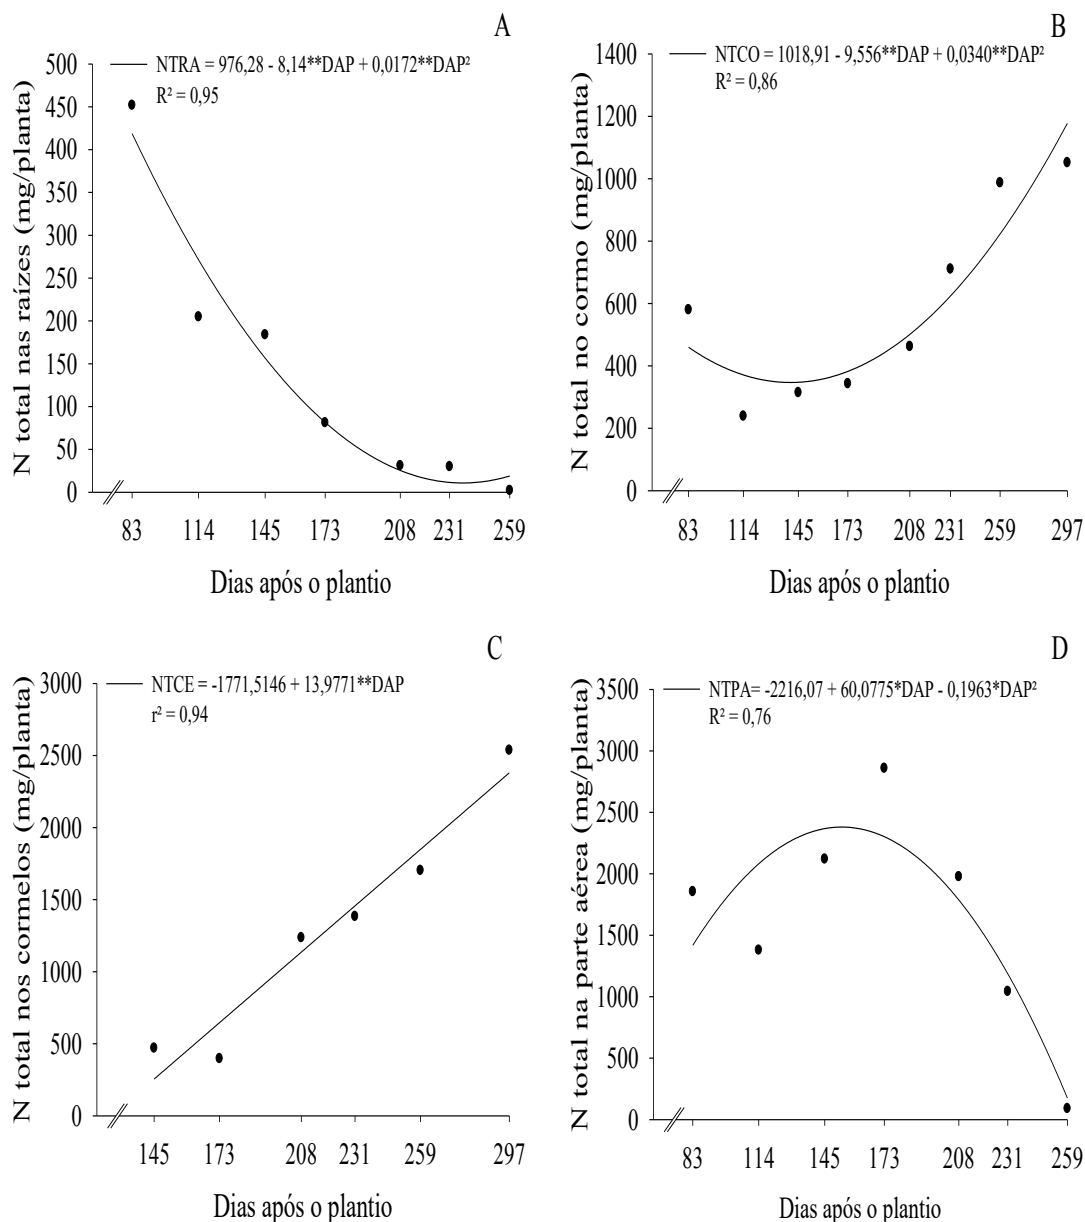 A
NTRA = 976,28 - 8,14**DAP + 0,0172**DAP²
R² = 0,95
N total nas raízes (mg/planta)
500
450
400
350
300
250
200
150
100
50
0
83 114 145 173 208 231 259
Dias após o plantio
B
NTCO = 1018,91 - 9,556**DAP + 0,0340**DAP²
R² = 0,86
N total no cormo (mg/planta)
1400
1200
1000
800
600
400
200
0
83 114 145 173 208 231 259 297
Dias após o plantio
C
NTCE = -1771,5146 + 13,9771**DAP
r² = 0,94
N total nos cormelos (mg/planta)
3000
2500
2000
1500
1000
500
0
145 173 208 231 259 297
Dias após o plantio
D
NTPA= -2216,07 + 60,0775*DAP - 0,1963*DAP²
R² = 0,76
N total na parte aérea (mg/planta)
3500
3000
2500
2000
1500
1000
500
0
83 114 145 173 208 231 259
Dias após o plantio